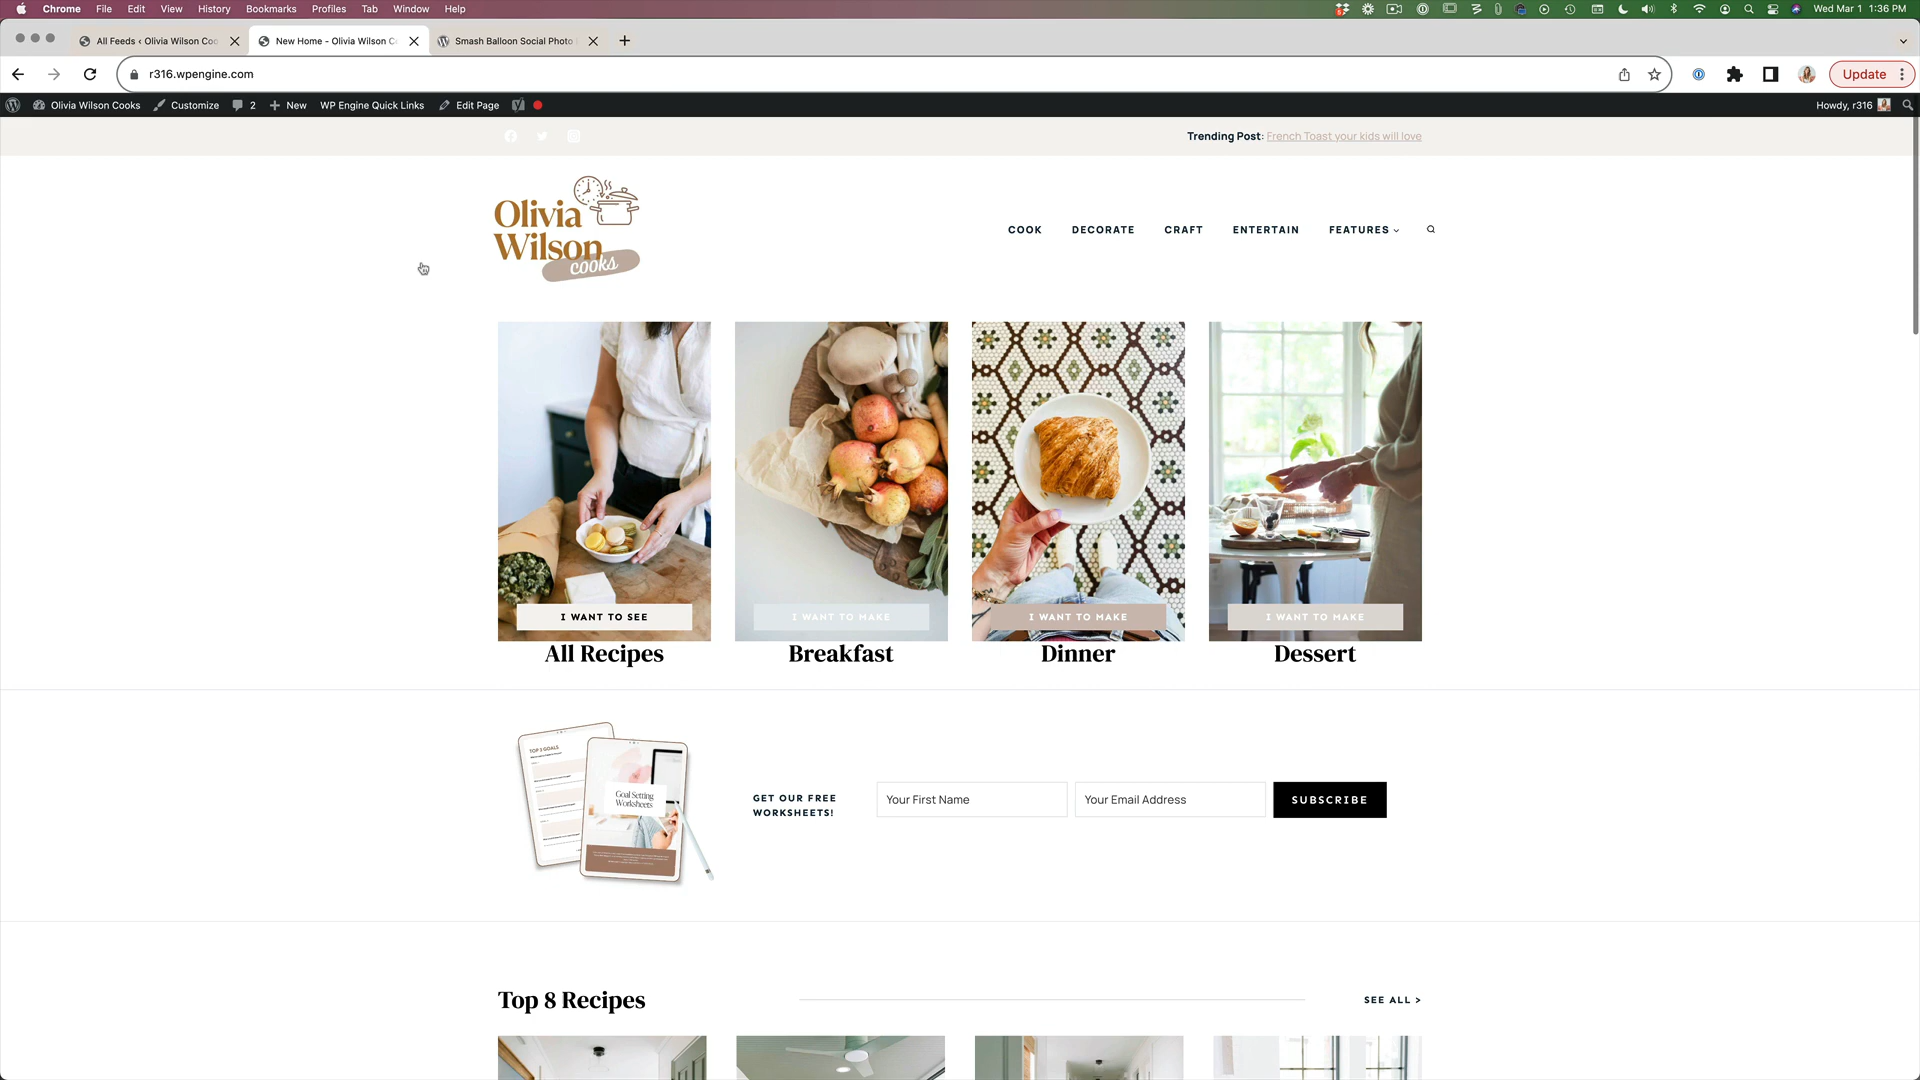 Chrome File Edit View History Bookmarks Profiles Tab Window Help Wed Mar 1 1:36 PM
All Feeds ‹ Olivia Wilson Coo New Home - Olivia Wilson C Smash Balloon Social Photo
r316.wpengine.com Update
Olivia Wilson Cooks Customize 2 New WP Engine Quick Links Edit Page Howdy, r316
Trending Post: French Toast your kids will love
Olivia
Wilson
cooks
COOK DECORATE CRAFT ENTERTAIN FEATURES
I WANT TO SEE I WANT TO MAKE I WANT TO MAKE I WANT TO MAKE
All Recipes Breakfast Dinner Dessert
TOP 3 GOALS
Goal Setting
Worksheets
GET OUR FREE
WORKSHEETS!
Your First Name Your Email Address SUBSCRIBE
Top 8 Recipes SEE ALL >